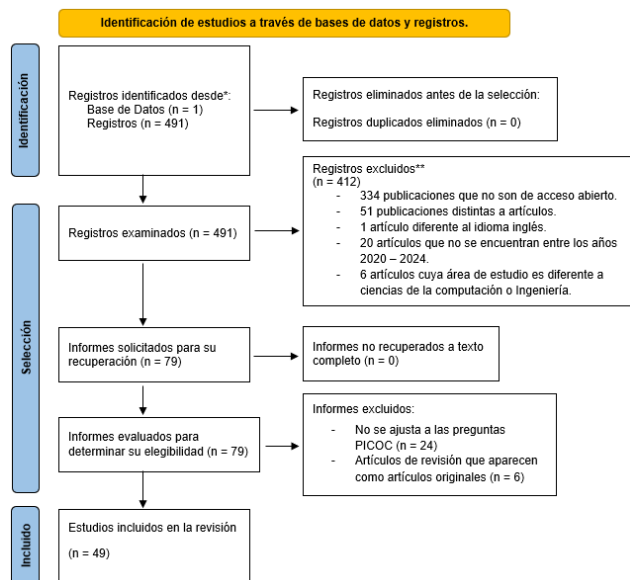 Identificación de estudios a través de bases de datos y registros.
Identificación
Registros identificados desde*:
Base de Datos (n = 1)
Registros (n = 491)
Registros eliminados antes de la selección:
Registros duplicados eliminados (n = 0)
Selección
Registros examinados (n = 491)
Registros excluidos**
(n = 412)
- 334 publicaciones que no son de acceso abierto.
- 51 publicaciones distintas a artículos.
- 1 artículo diferente al idioma inglés.
- 20 artículos que no se encuentran entre los años
2020 – 2024.
- 6 artículos cuya área de estudio es diferente a
ciencias de la computación o Ingeniería.
Informes solicitados para su
recuperación (n = 79)
Informes no recuperados a texto
completo (n = 0)
Informes evaluados para
determinar su elegibilidad (n = 79)
Informes excluidos:
- No se ajusta a las preguntas
PICOC (n = 24)
- Artículos de revisión que aparecen
como artículos originales (n = 6)
Incluido
Estudios incluidos en la revisión
(n = 49)